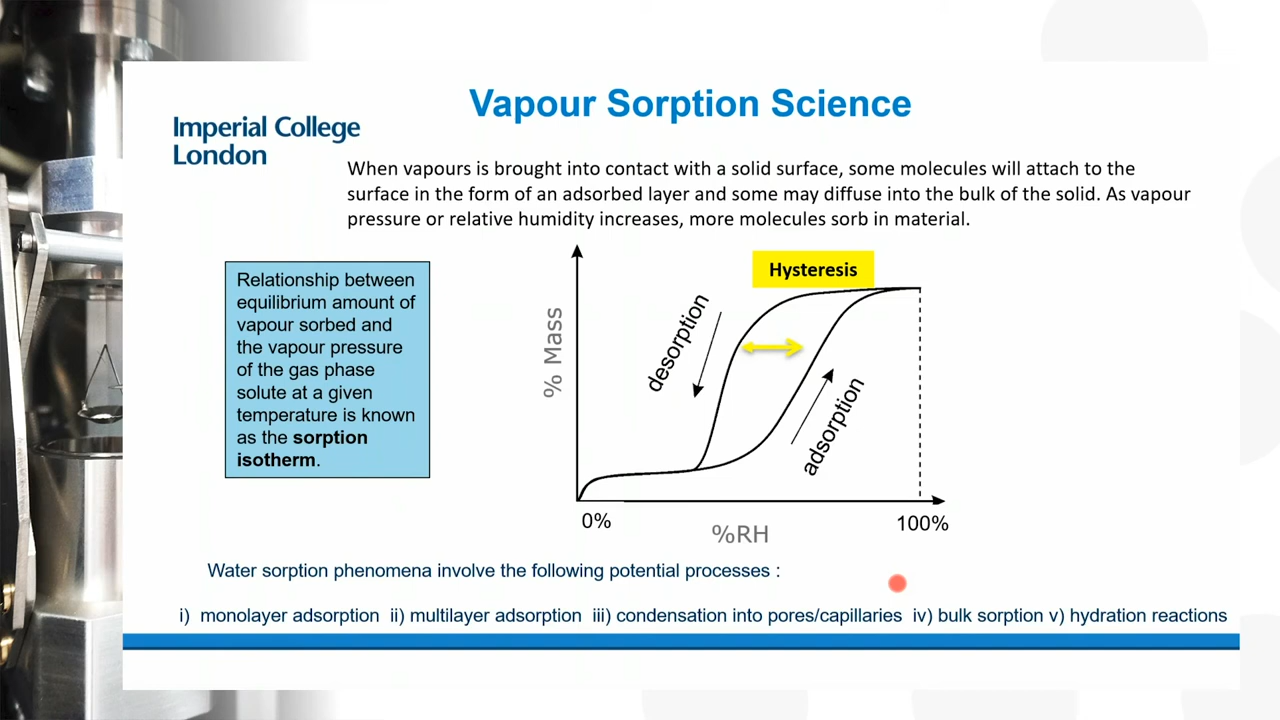 Vapour Sorption Science
Imperial College
London
When vapours is brought into contact with a solid surface, some molecules will attach to the
surface in the form of an adsorbed layer and some may diffuse into the bulk of the solid. As vapour
pressure or relative humidity increases, more molecules sorb in material.
Relationship between
equilibrium amount of
vapour sorbed and
the vapour pressure
of the gas phase
solute at a given
temperature is known
as the sorption
isotherm.
Hysteresis
% Mass
desorption
adsorption
0%
100%
%RH
Water sorption phenomena involve the following potential processes :
i) monolayer adsorption ii) multilayer adsorption iii) condensation into pores/capillaries iv) bulk sorption v) hydration reactions